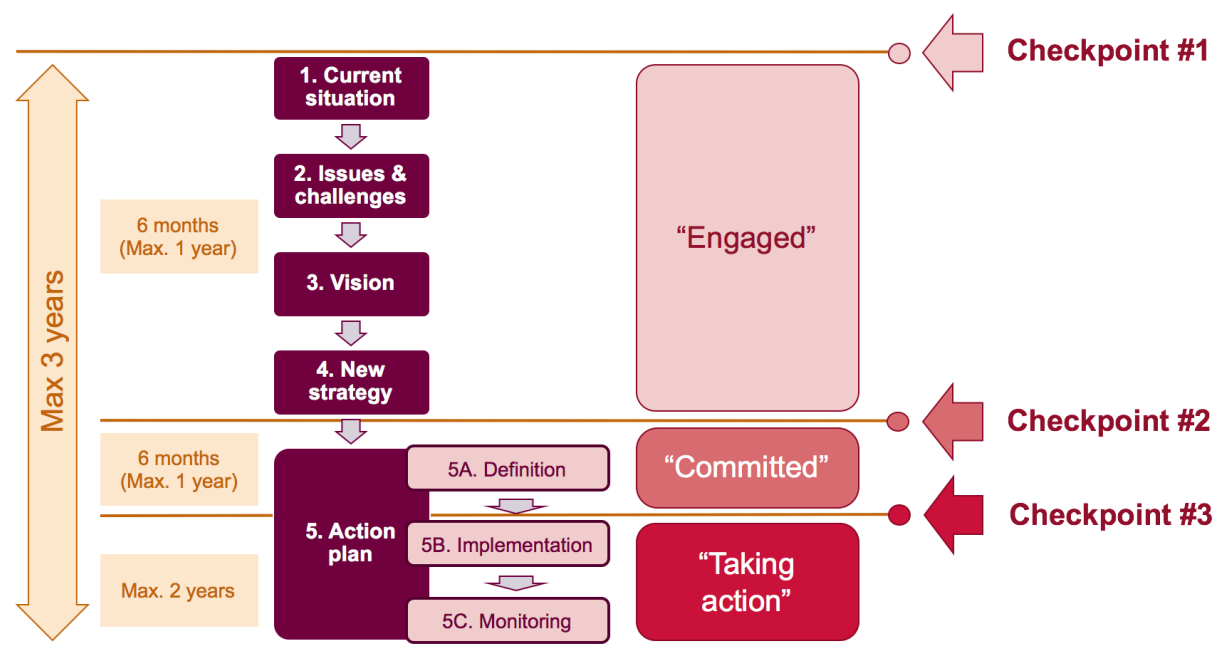 Checkpoint #1
1. Current
situation
2. Issues &
challenges
6 months
(Max. 1 year)
“Engaged”
3. Vision
Max 3 years
4. New
strategy
Checkpoint #2
6 months
(Max. 1 year)
5A. Definition
“Committed”
Checkpoint #3
5. Action
plan
5B. Implementation
“Taking
action”
Max. 2 years
5C. Monitoring